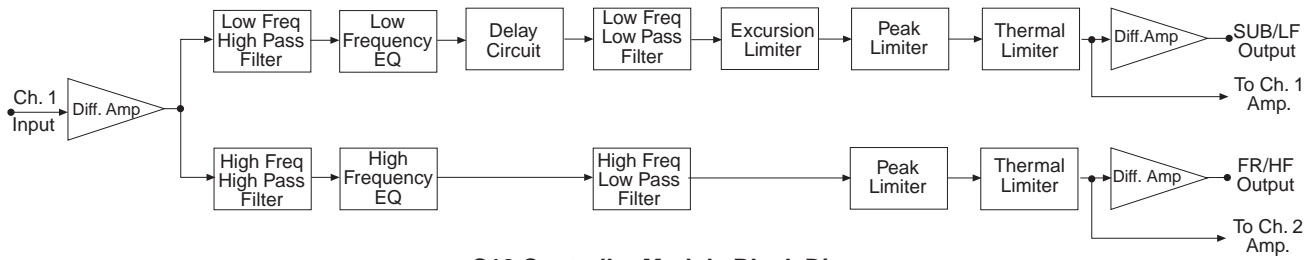 Ch. 1
Input
Diff. Amp
Low Freq
High Pass
Filter
Low
Frequency
EQ
Delay
Circuit
Low Freq
Low Pass
Filter
Excursion
Limiter
Peak
Limiter
Thermal
Limiter
Diff.Amp
SUB/LF
Output
To Ch. 1
Amp.
High Freq
High Pass
Filter
High
Frequency
EQ
High Freq
Low Pass
Filter
Peak
Limiter
Thermal
Limiter
Diff. Amp
FR/HF
Output
To Ch. 2
Amp.